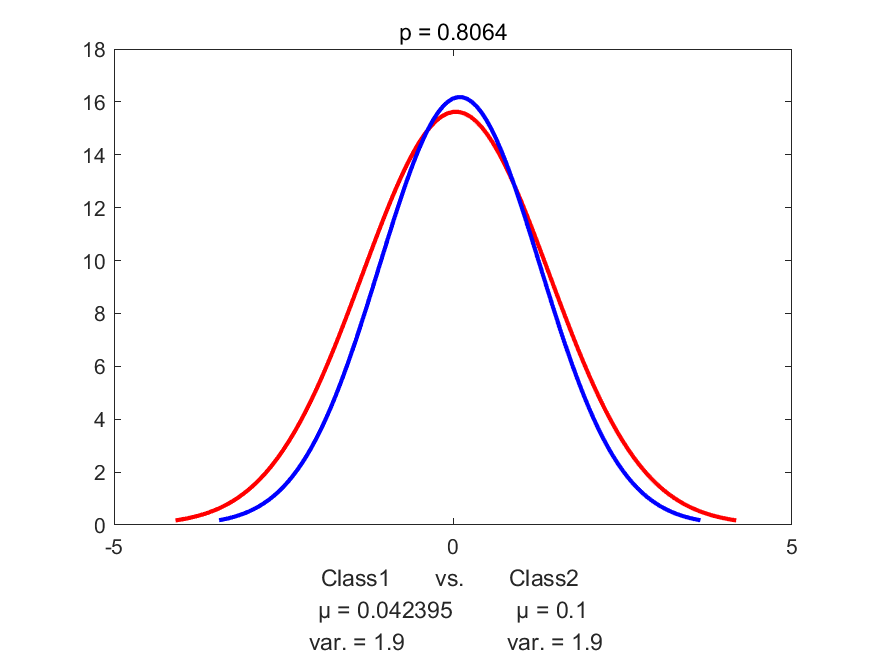 p = 0.8064
18
16
14
12
10
8
6
4
2
0
-5 0 5
Class1 vs. Class2
μ = 0.042395 μ = 0.1
var. = 1.9 var. = 1.9